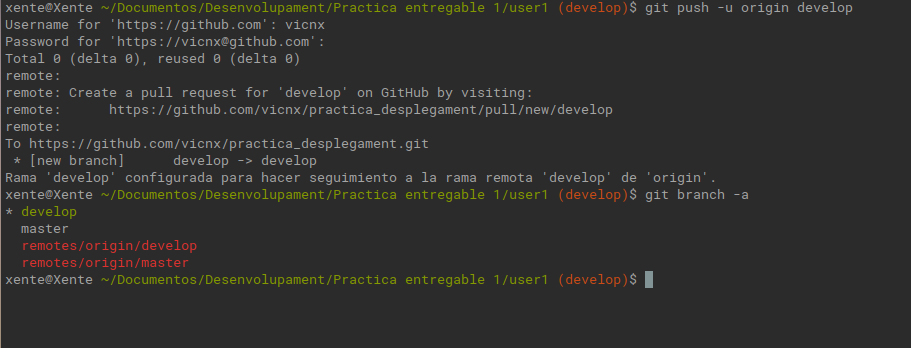 xente@Xente ~/Documentos/Desenvolupament/Practica entregable 1/user1 (develop)$ git push -u origin develop
Username for 'https://github.com': vicnx
Password for 'https://vicnx@github.com':
Total 0 (delta 0), reused 0 (delta 0)
remote:
remote: Create a pull request for 'develop' on GitHub by visiting:
remote:      https://github.com/vicnx/practica_desplegament/pull/new/develop
remote:
To https://github.com/vicnx/practica_desplegament.git
 * [new branch]      develop -> develop
Rama 'develop' configurada para hacer seguimiento a la rama remota 'develop' de 'origin'.
xente@Xente ~/Documentos/Desenvolupament/Practica entregable 1/user1 (develop)$ git branch -a
* develop
  master
  remotes/origin/develop
  remotes/origin/master
xente@Xente ~/Documentos/Desenvolupament/Practica entregable 1/user1 (develop)$